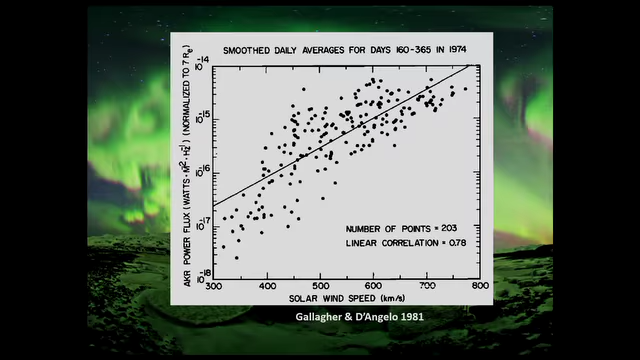 SMOOTHED DAILY AVERAGES FOR DAYS 160-365 IN 1974
AKR POWER FLUX (WATTS·M⁻²·HZ⁻¹) (NORMALIZED TO 7 Re)
10⁻¹⁴
10⁻¹⁵
10⁻¹⁶
10⁻¹⁷
10⁻¹⁸
NUMBER OF POINTS = 203
LINEAR CORRELATION = 0.78
300 400 500 600 700 800
SOLAR WIND SPEED (km/s)
Gallagher & D'Angelo 1981